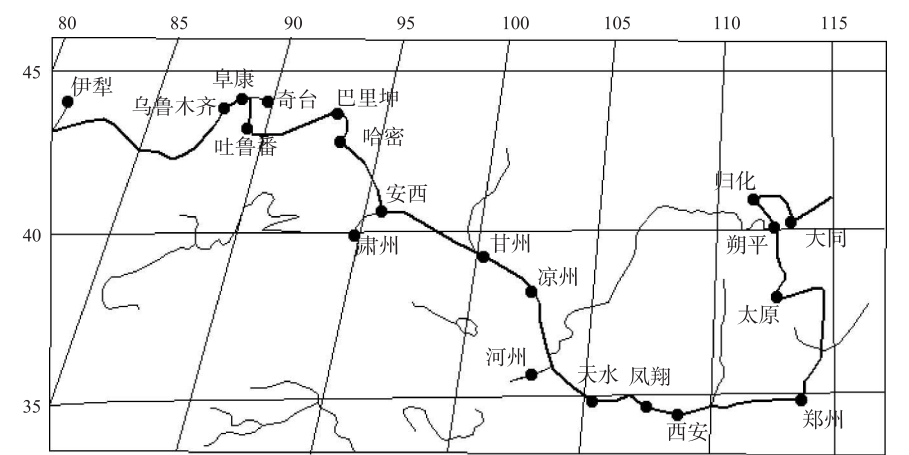 80 85 90 95 100 105 110 115
45
伊犁
阜康
乌鲁木齐
奇台
巴里坤
吐鲁番
哈密
安西
归化
40
肃州
甘州
朔平
大同
凉州
太原
河州
天水
凤翔
35
西安
郑州